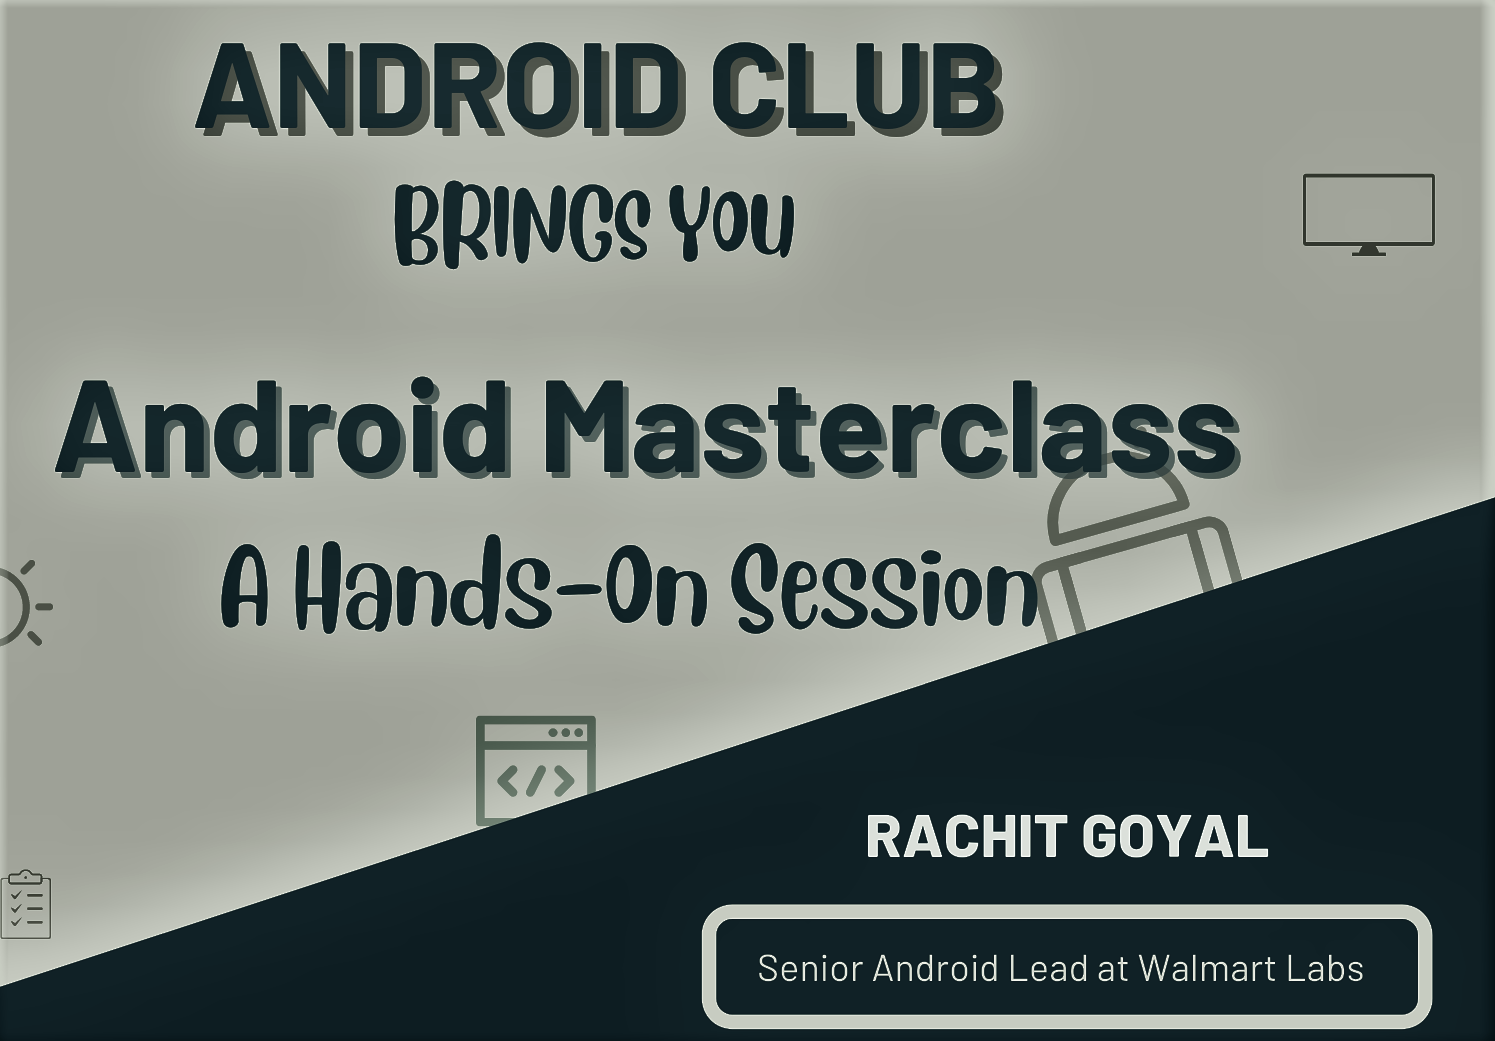 ANDROID CLUB
BRINGS YOU
Android Masterclass
A Hands-On Session
</>
RACHIT GOYAL
Senior Android Lead at Walmart Labs